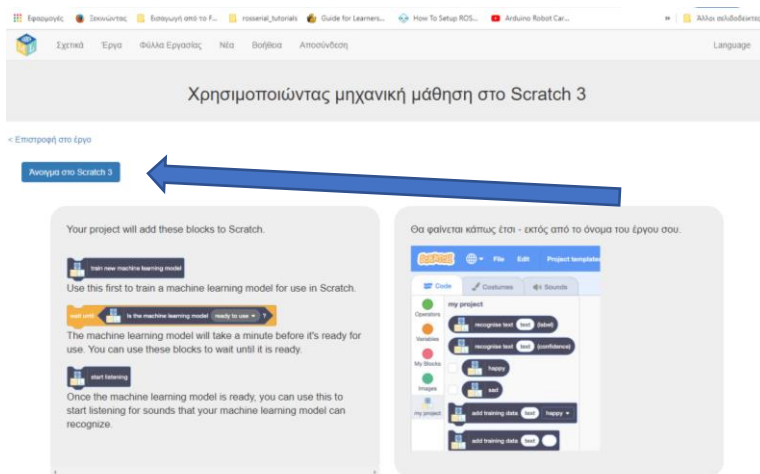 Εφαρμογές Ξεκινώντας Εισαγωγή από το F... rosserial_tutorials Guide for Learners... How To Setup ROS... Arduino Robot Car... » Άλλοι σελιδοδείκτες
Σχετικά Έργα Φύλλα Εργασίας Νέα Βοήθεια Αποσύνδεση Language
Χρησιμοποιώντας μηχανική μάθηση στο Scratch 3
< Επιστροφή στο έργο
Άνοιγμα στο Scratch 3
Your project will add these blocks to Scratch.
train new machine learning model
Use this first to train a machine learning model for use in Scratch.
wait until Is the machine learning model ready to use ?
The machine learning model will take a minute before it's ready for
use. You can use these blocks to wait until it is ready.
start listening
Once the machine learning model is ready, you can use this to
start listening for sounds that your machine learning model can
recognize.
Θα φαίνεται κάπως έτσι - εκτός από το όνομα του έργου σου.
SCRATCH File Edit Project templates
Code Costumes Sounds
Operators
Variables
My Blocks
Images
my project
my project
recognise text text (label)
recognise text text (confidence)
happy
sad
add training data text happy
add training data text